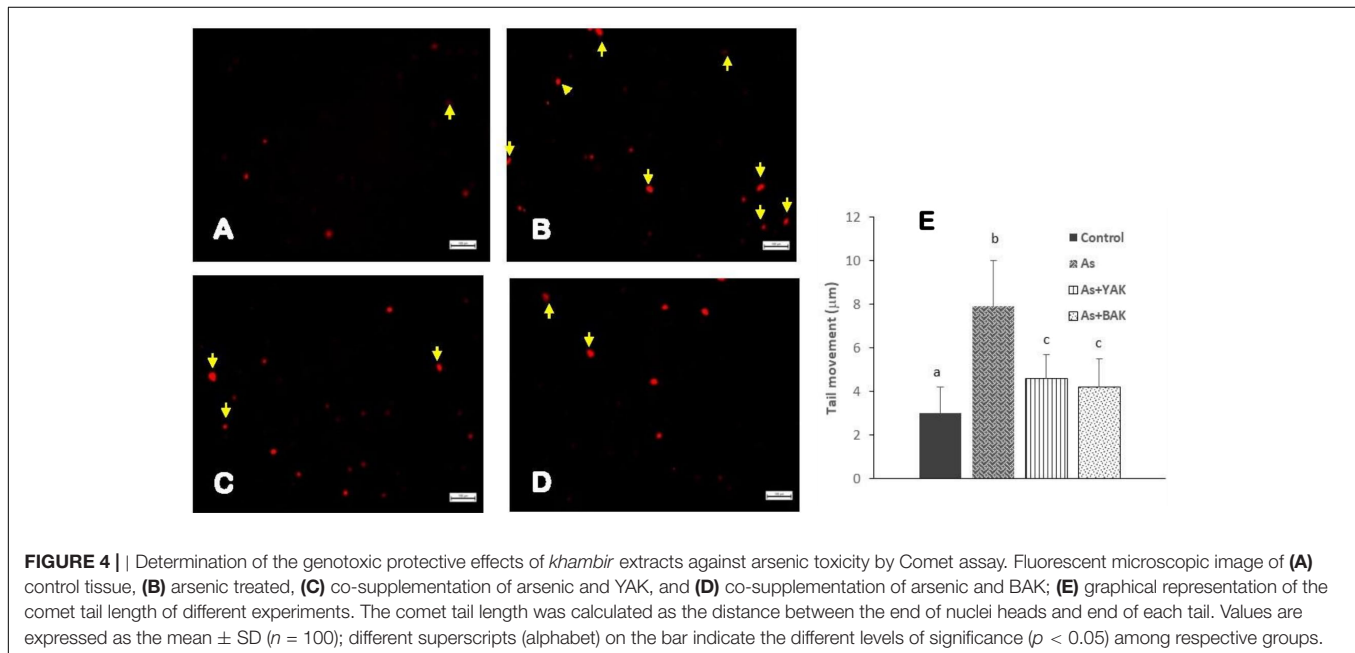 A
B
C
D
E
12
10
8
6
4
2
0
Tail movement (µm)
a
b
c
c
Control
As
As+YAK
As+BAK
FIGURE 4 | | Determination of the genotoxic protective effects of khambir extracts against arsenic toxicity by Comet assay. Fluorescent microscopic image of (A)
control tissue, (B) arsenic treated, (C) co-supplementation of arsenic and YAK, and (D) co-supplementation of arsenic and BAK; (E) graphical representation of the
comet tail length of different experiments. The comet tail length was calculated as the distance between the end of nuclei heads and end of each tail. Values are
expressed as the mean ± SD (n = 100); different superscripts (alphabet) on the bar indicate the different levels of significance (p < 0.05) among respective groups.